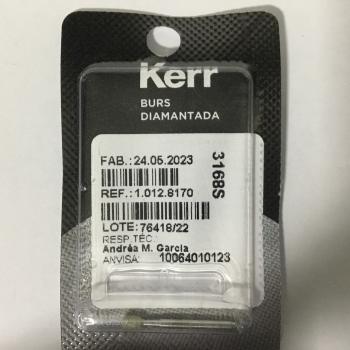 Kerr
BURS
DIAMANTADA
FAB.:24.05.2023
3168S
REF.:1.012.8170
LOTE:76418/22
RESP.TÉC.
Andréa M. Garcia
ANVISA: 10064010123